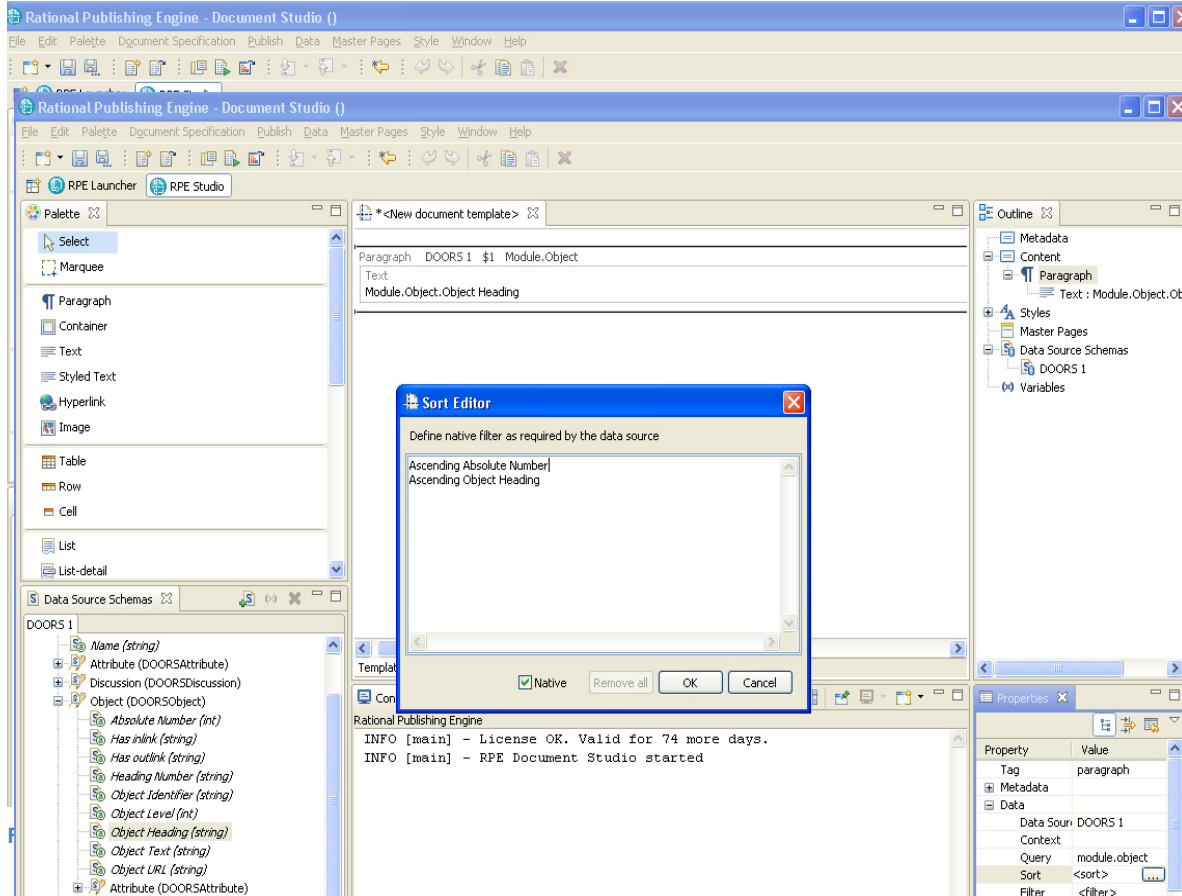 Rational Publishing Engine - Document Studio ()
File Edit Palette Document Specification Publish Data Master Pages Style Window Help
Rational Publishing Engine - Document Studio ()
File Edit Palette Document Specification Publish Data Master Pages Style Window Help
RPE Launcher RPE Studio
Palette
Select
Marquee
Paragraph
Container
Text
Styled Text
Hyperlink
Image
Table
Row
Cell
List
List-detail
*<New document template>
Paragraph DOORS 1 $1 Module.Object
Text
Module.Object.Object Heading
Outline
Metadata
Content
Paragraph
Text : Module.Object.Ob
Styles
Master Pages
Data Source Schemas
DOORS 1
Variables
Sort Editor
Define native filter as required by the data source
Ascending Absolute Number
Ascending Object Heading
Native Remove all OK Cancel
Data Source Schemas
DOORS 1
Name (string)
Attribute (DOORSAttribute)
Discussion (DOORSDiscussion)
Object (DOORSObject)
Absolute Number (int)
Has inlink (string)
Has outlink (string)
Heading Number (string)
Object Identifier (string)
Object Level (int)
Object Heading (string)
Object Text (string)
Object URL (string)
Attribute (DOORSAttribute)
Templat
Con
Rational Publishing Engine
INFO [main] - License OK. Valid for 74 more days.
INFO [main] - RPE Document Studio started
Properties
Property Value
Tag paragraph
Metadata
Data
Data Sour DOORS 1
Context
Query module.object
Sort <sort> ...
Filter <filter>